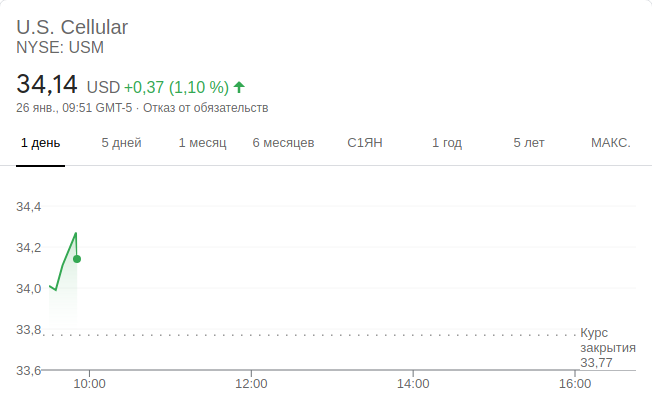 U.S. Cellular
NYSE: USM
34,14 USD +0,37 (1,10 %)
26 янв., 09:51 GMT-5 · Отказ от обязательств
1 день 5 дней 1 месяц 6 месяцев С1ЯН 1 год 5 лет МАКС.
34,4
34,2
34,0
33,8
33,6
Курс
закрытия
33,77
10:00 12:00 14:00 16:00